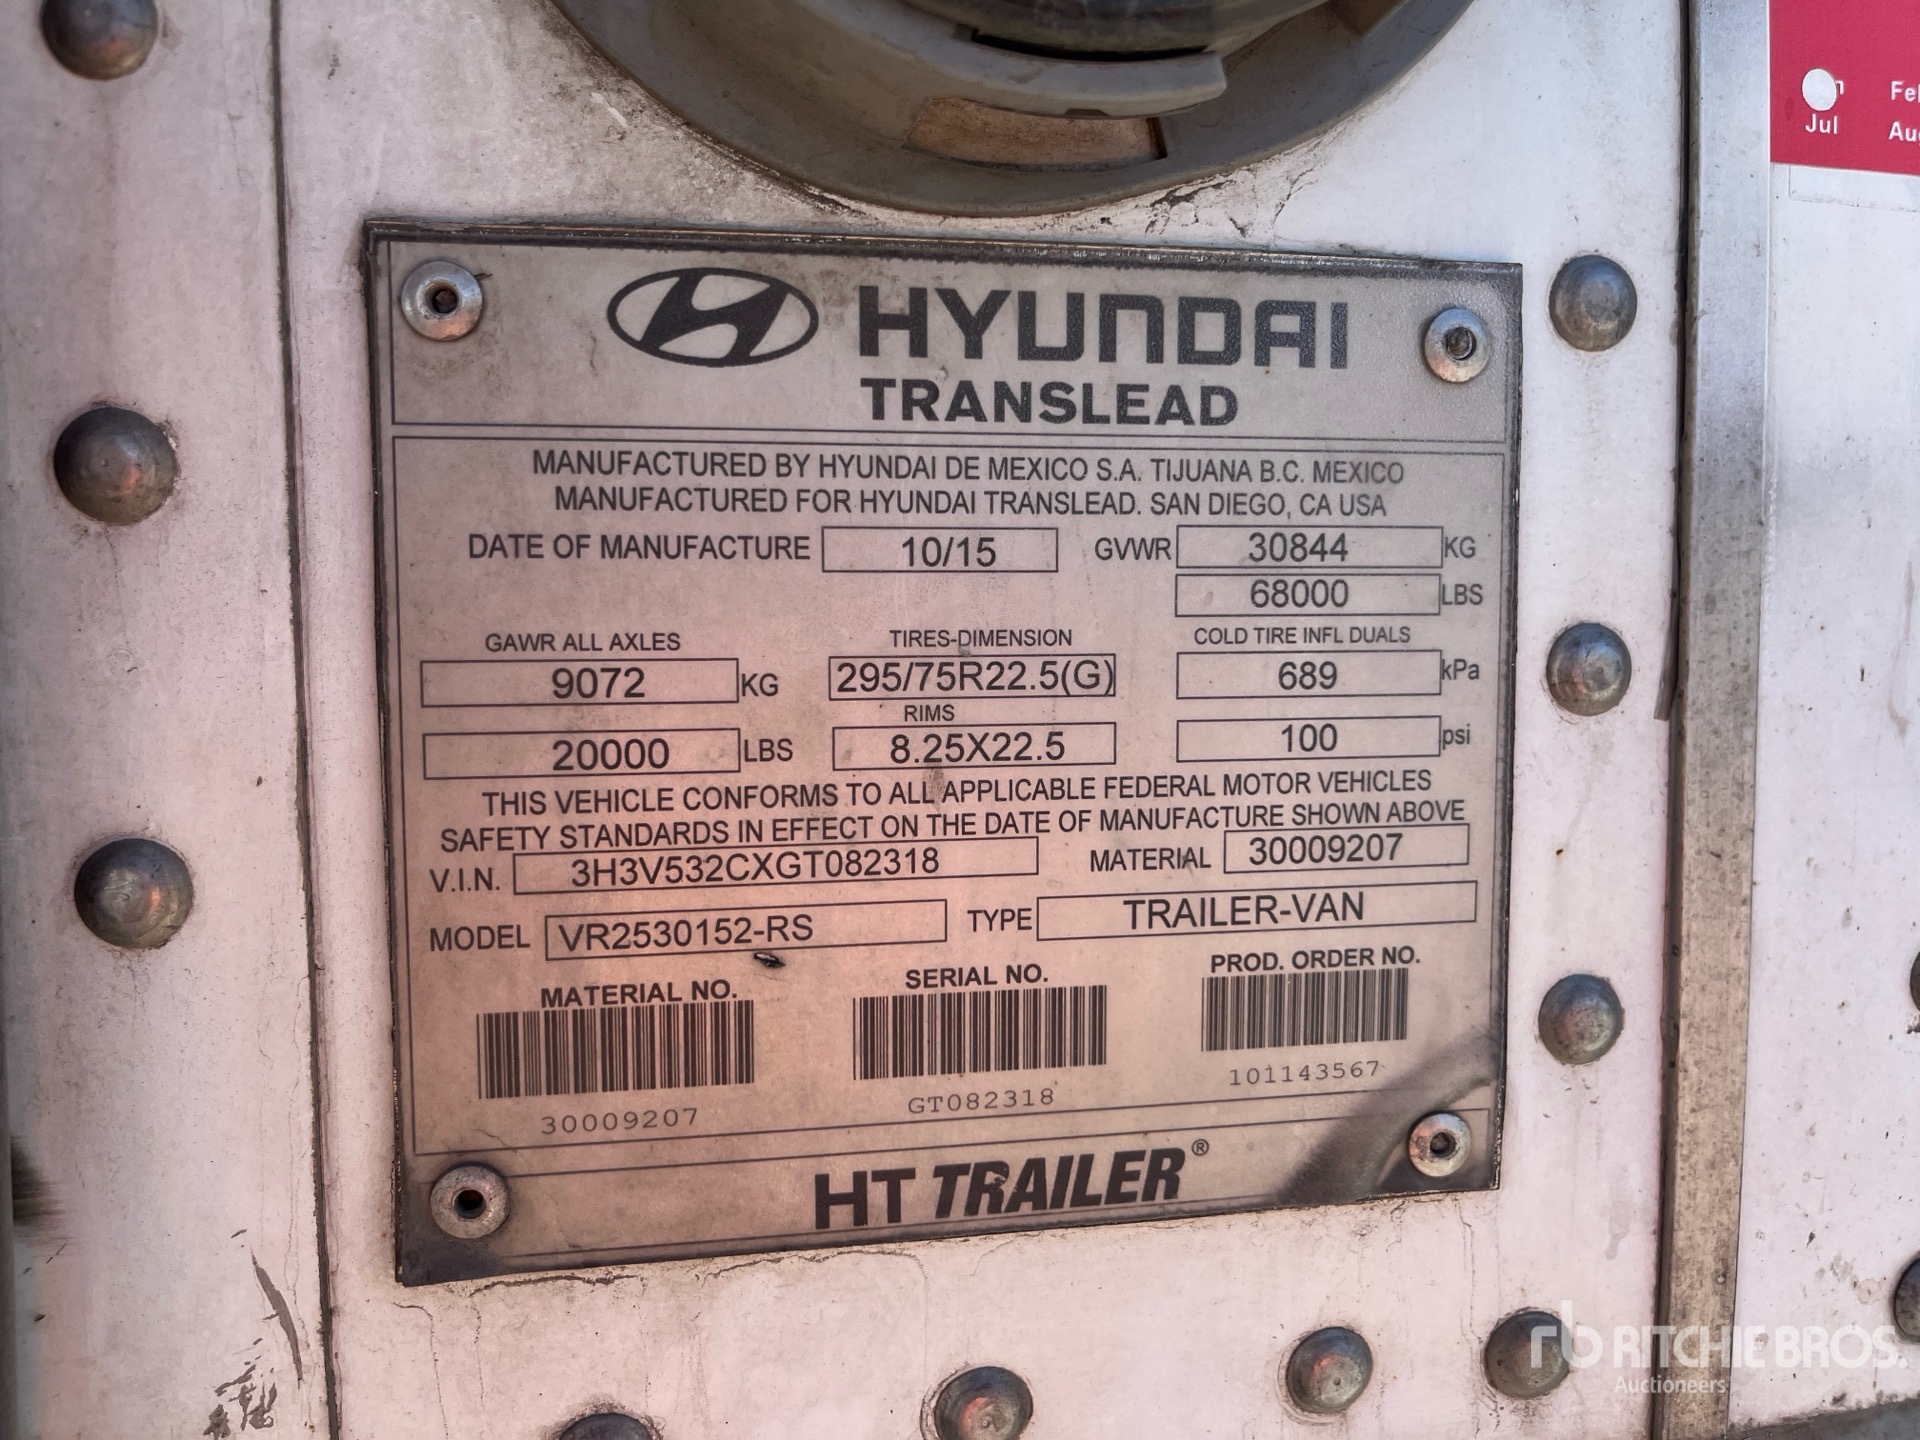 Jul
HYUNDAI
TRANSLEAD
MANUFACTURED BY HYUNDAI DE MEXICO S.A. TIJUANA B.C. MEXICO
MANUFACTURED FOR HYUNDAI TRANSLEAD. SAN DIEGO, CA USA
DATE OF MANUFACTURE 10/15 GVWR 30844 KG
68000 LBS
GAWR ALL AXLES TIRES-DIMENSION COLD TIRE INFL DUALS
9072 KG 295/75R22.5(G) 689 kPa
RIMS
20000 LBS 8.25X22.5 100 psi
THIS VEHICLE CONFORMS TO ALL APPLICABLE FEDERAL MOTOR VEHICLES
SAFETY STANDARDS IN EFFECT ON THE DATE OF MANUFACTURE SHOWN ABOVE
V.I.N. 3H3V532CXGT082318 MATERIAL 30009207
MODEL VR2530152-RS TYPE TRAILER-VAN
MATERIAL NO. SERIAL NO. PROD. ORDER NO.
30009207 GT082318 101143567
HT TRAILER®
rb RITCHIE BROS.
Auctioneers